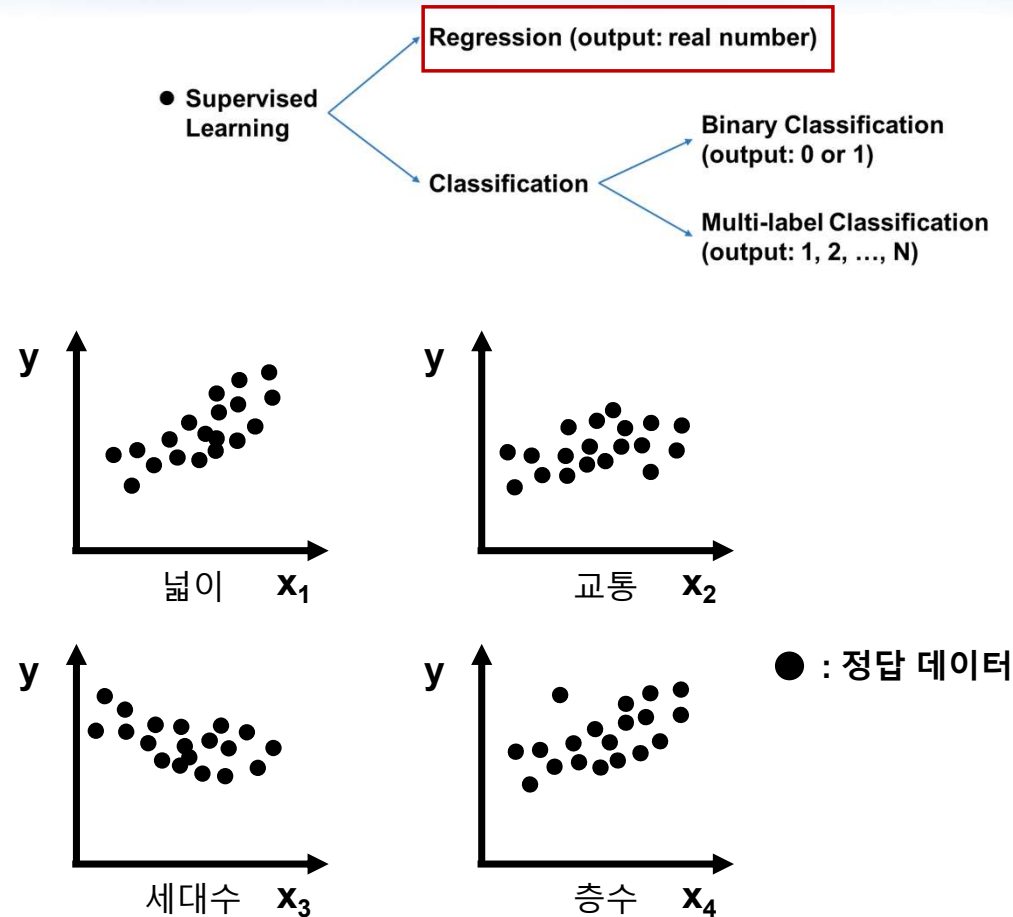 Regression (output: real number)
● Supervised
Learning
Classification
Binary Classification
(output: 0 or 1)
Multi-label Classification
(output: 1, 2, …, N)
y
넓이 x₁
y
교통 x₂
y
세대수 x₃
y
층수 x₄
● : 정답 데이터